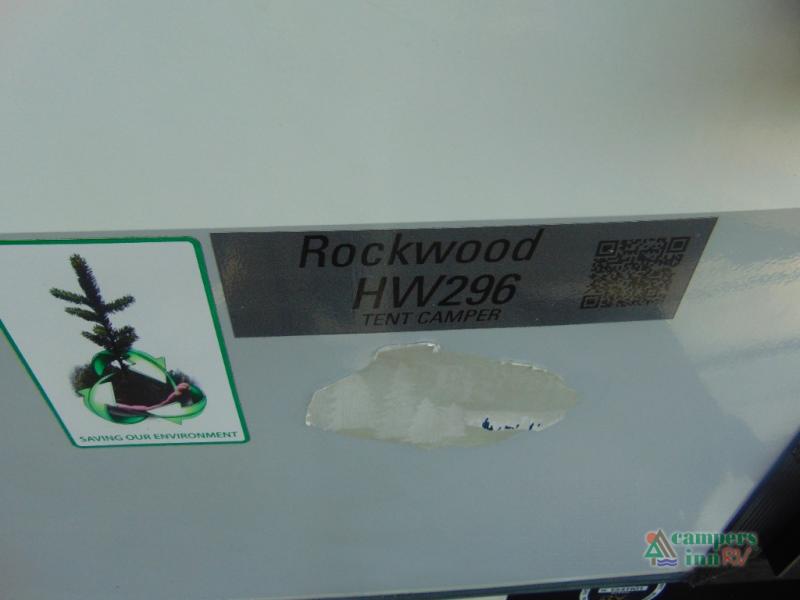 Rockwood
HW296
TENT CAMPER
SAVING OUR ENVIRONMENT
campers
inn RV